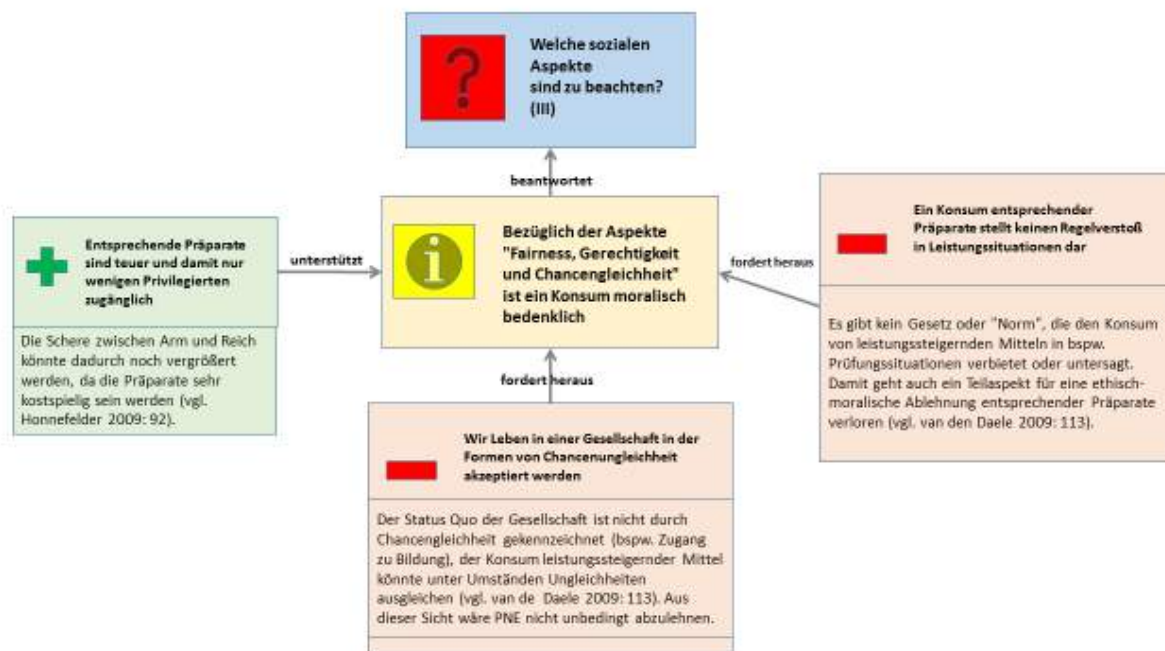 Welche sozialen
Aspekte
sind zu beachten?
(III)
beantwortet
Entsprechende Präparate
sind teuer und damit nur
wenigen Privilegierten
zugänglich
Die Schere zwischen Arm und Reich
könnte dadurch noch vergrößert
werden, da die Präparate sehr
kostspielig sein werden (vgl.
Honnefelder 2009: 92).
unterstützt
Bezüglich der Aspekte
"Fairness, Gerechtigkeit
und Chancengleichheit"
ist ein Konsum moralisch
bedenklich
fordert heraus
Ein Konsum entsprechender
Präparate stellt keinen Regelverstoß
in Leistungssituationen dar
Es gibt kein Gesetz oder "Norm", die den Konsum
von leistungssteigernden Mitteln in bspw.
Prüfungssituationen verbietet oder untersagt.
Damit geht auch ein Teilaspekt für eine ethisch-
moralische Ablehnung entsprechender Präparate
verloren (vgl. van den Daele 2009: 113).
fordert heraus
Wir Leben in einer Gesellschaft in der
Formen von Chancenungleichheit
akzeptiert werden
Der Status Quo der Gesellschaft ist nicht durch
Chancengleichheit gekennzeichnet (bspw. Zugang
zu Bildung), der Konsum leistungssteigernder Mittel
könnte unter Umständen Ungleichheiten
ausgleichen (vgl. van de Daele 2009: 113). Aus
dieser Sicht wäre PNE nicht unbedingt abzulehnen.